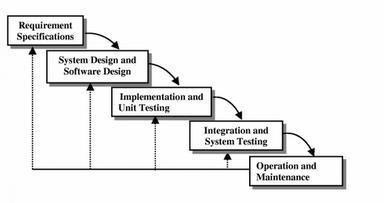 Requirement
Specifications
System Design and
Software Design
Implementation and
Unit Testing
Integration and
System Testing
Operation and
Maintenance